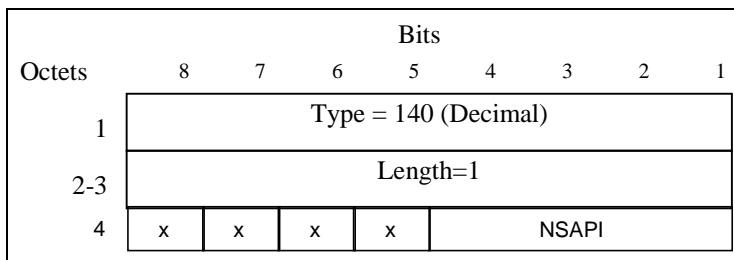 Bits
Octets 8 7 6 5 4 3 2 1
1 Type = 140 (Decimal)
2-3 Length=1
4 x x x x NSAPI